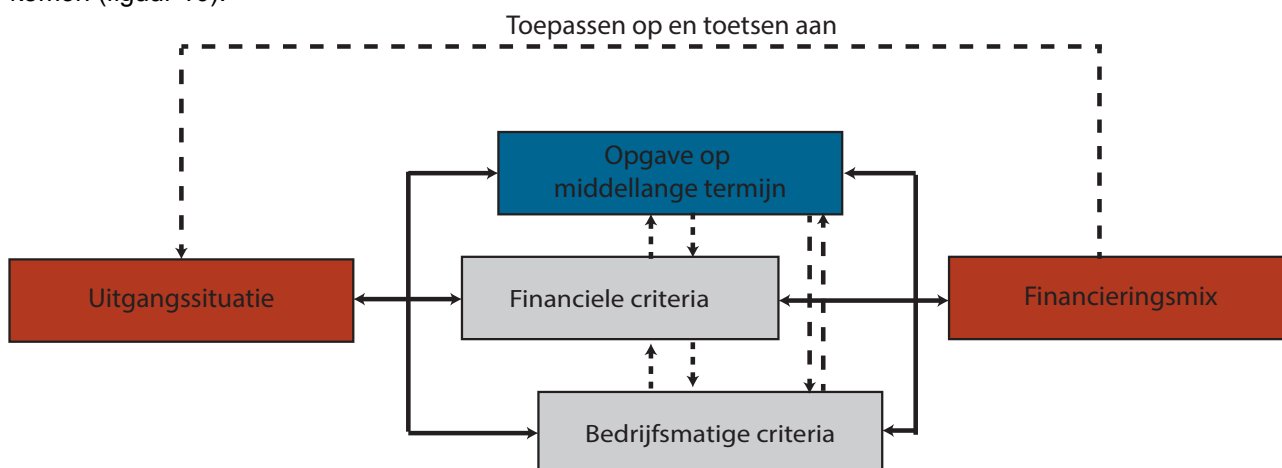 Toepassen op en toetsen aan
Opgave op
middellange termijn
Uitgangssituatie
Financiele criteria
Financieringsmix
Bedrijfsmatige criteria